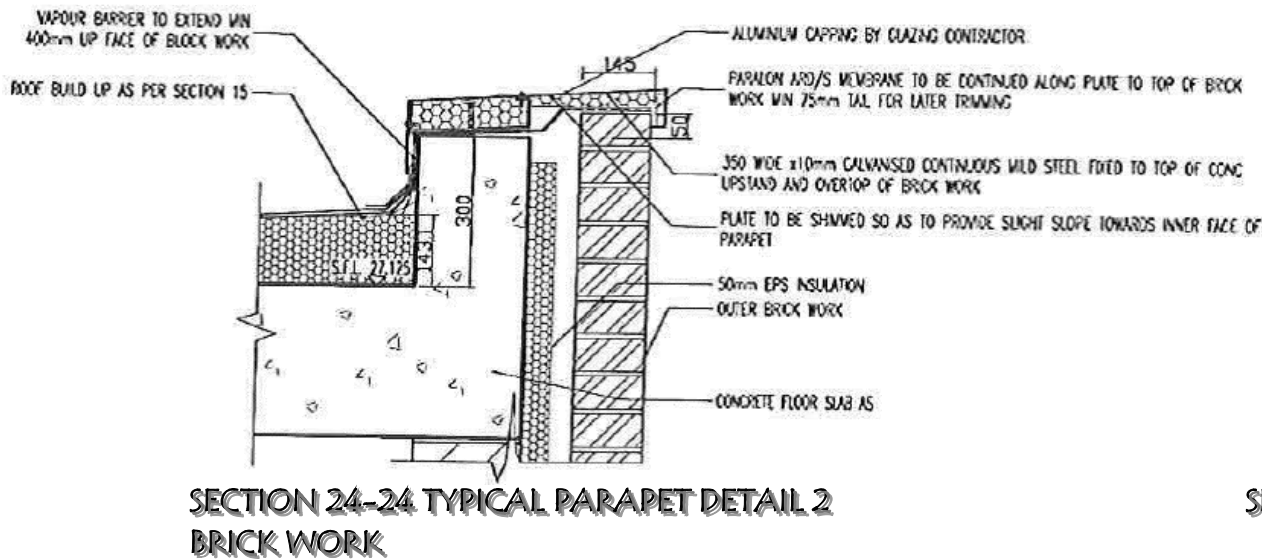 VAPOUR BARRIER TO EXTEND MIN
400mm UP FACE OF BLOCK WORK
ROOF BUILD UP AS PER SECTION 15
ALUMINIUM CAPPING BY GLAZING CONTRACTOR
145
PARALON ARD/S MEMBRANE TO BE CONTINUED ALONG PLATE TO TOP OF BRICK
WORK MIN 75mm TAIL FOR LATER TRIMMING
50
350 WIDE x10mm GALVANISED CONTINUOUS MILD STEEL FIXED TO TOP OF CONC
UPSTAND AND OVERTOP OF BRICK WORK
PLATE TO BE SHIMMED SO AS TO PROVIDE SLIGHT SLOPE TOWARDS INNER FACE OF
PARAPET
300
143
S.F.L. 27.175
50mm EPS INSULATION
OUTER BRICK WORK
CONCRETE FLOOR SLAB AS
SECTION 24-24 TYPICAL PARAPET DETAIL 2
BRICK WORK